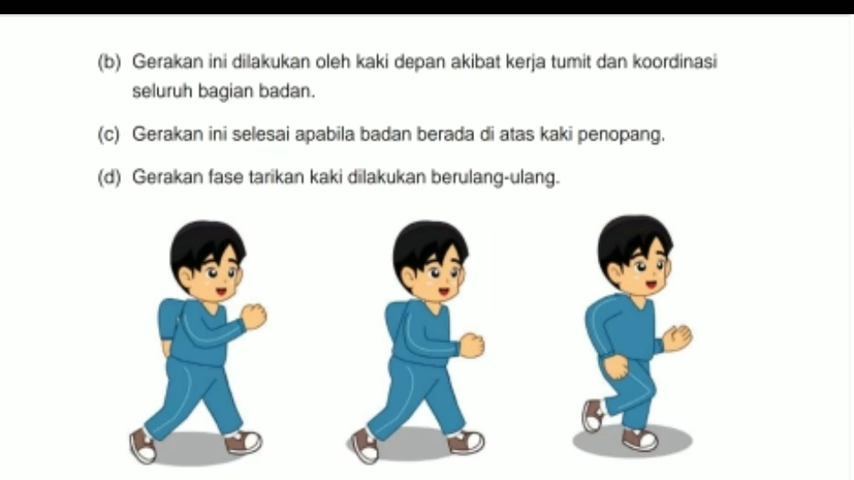 (b) Gerakan ini dilakukan oleh kaki depan akibat kerja tumit dan koordinasi
seluruh bagian badan.
(c) Gerakan ini selesai apabila badan berada di atas kaki penopang.
(d) Gerakan fase tarikan kaki dilakukan berulang-ulang.